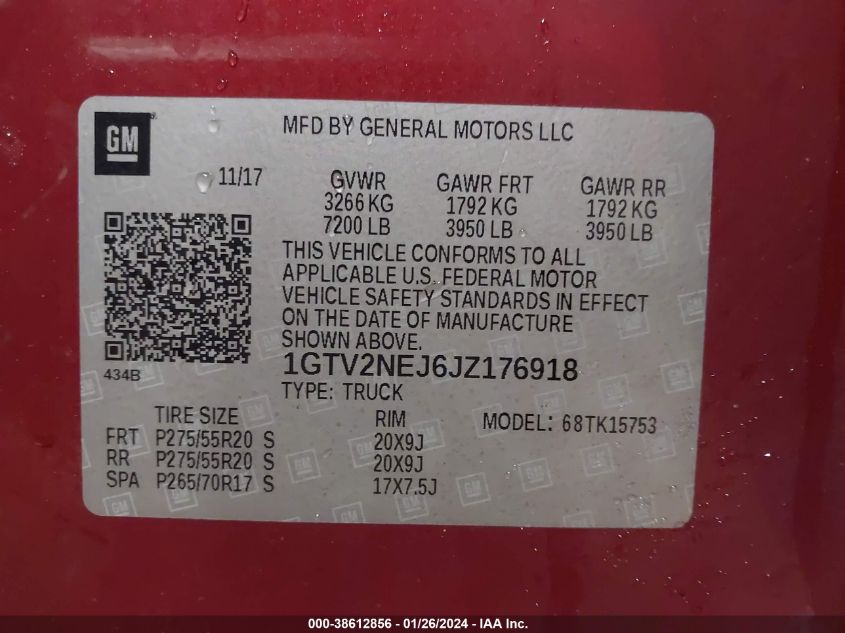 GM
MFD BY GENERAL MOTORS LLC
11/17
GVWR GAWR FRT GAWR RR
3266 KG 1792 KG 1792 KG
7200 LB 3950 LB 3950 LB
THIS VEHICLE CONFORMS TO ALL
APPLICABLE U.S. FEDERAL MOTOR
VEHICLE SAFETY STANDARDS IN EFFECT
ON THE DATE OF MANUFACTURE
SHOWN ABOVE.
434B
1GTV2NEJ6JZ176918
TYPE: TRUCK
TIRE SIZE RIM MODEL: 68TK15753
FRT P275/55R20 S 20X9J
RR P275/55R20 S 20X9J
SPA P265/70R17 S 17X7.5J
000-38612856 - 01/26/2024 - IAA Inc.